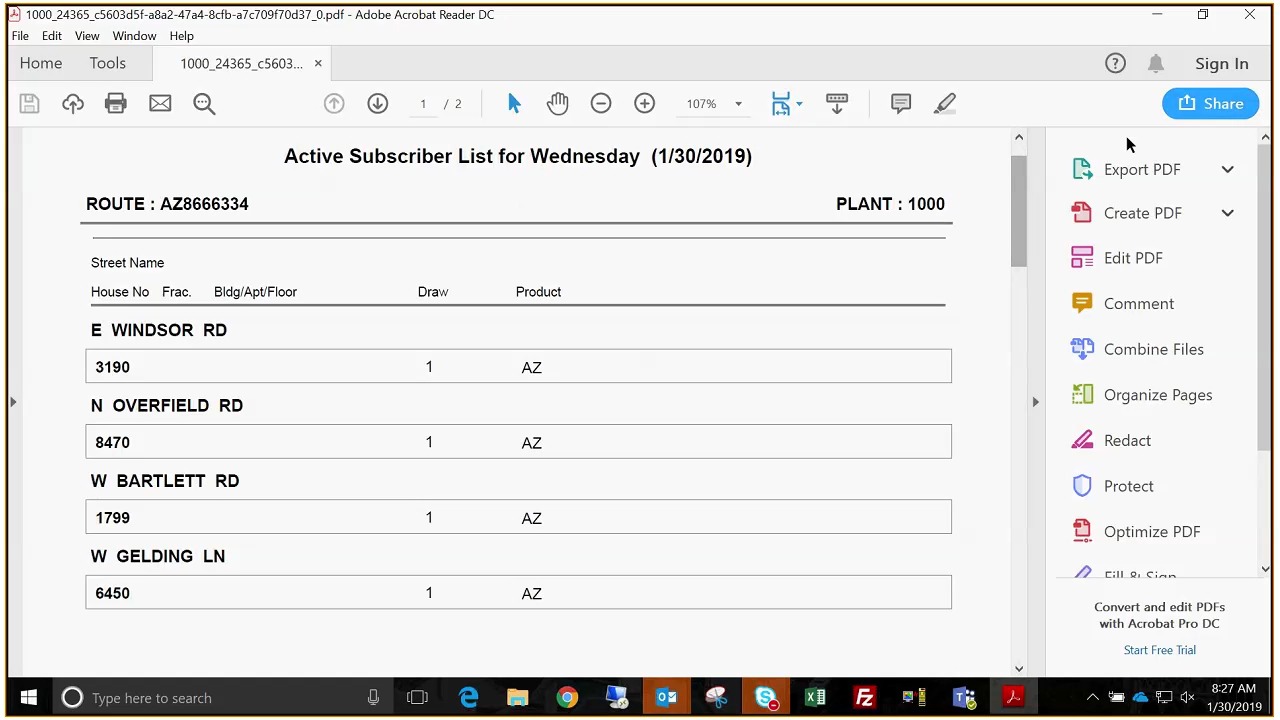 1000_24365_c5603d5f-a8a2-47a4-8cfb-a7c709f70d37_0.pdf - Adobe Acrobat Reader DC
File Edit View Window Help
Home Tools 1000_24365_c5603... × Sign In
1 / 2 107% Share
Active Subscriber List for Wednesday (1/30/2019)
ROUTE : AZ8666334 PLANT : 1000
Street Name
House No Frac. Bldg/Apt/Floor Draw Product
E WINDSOR RD
3190 1 AZ
N OVERFIELD RD
8470 1 AZ
W BARTLETT RD
1799 1 AZ
W GELDING LN
6450 1 AZ
Export PDF
Create PDF
Edit PDF
Comment
Combine Files
Organize Pages
Redact
Protect
Optimize PDF
Fill & Sign
Convert and edit PDFs
with Acrobat Pro DC
Start Free Trial
Type here to search
8:27 AM
1/30/2019